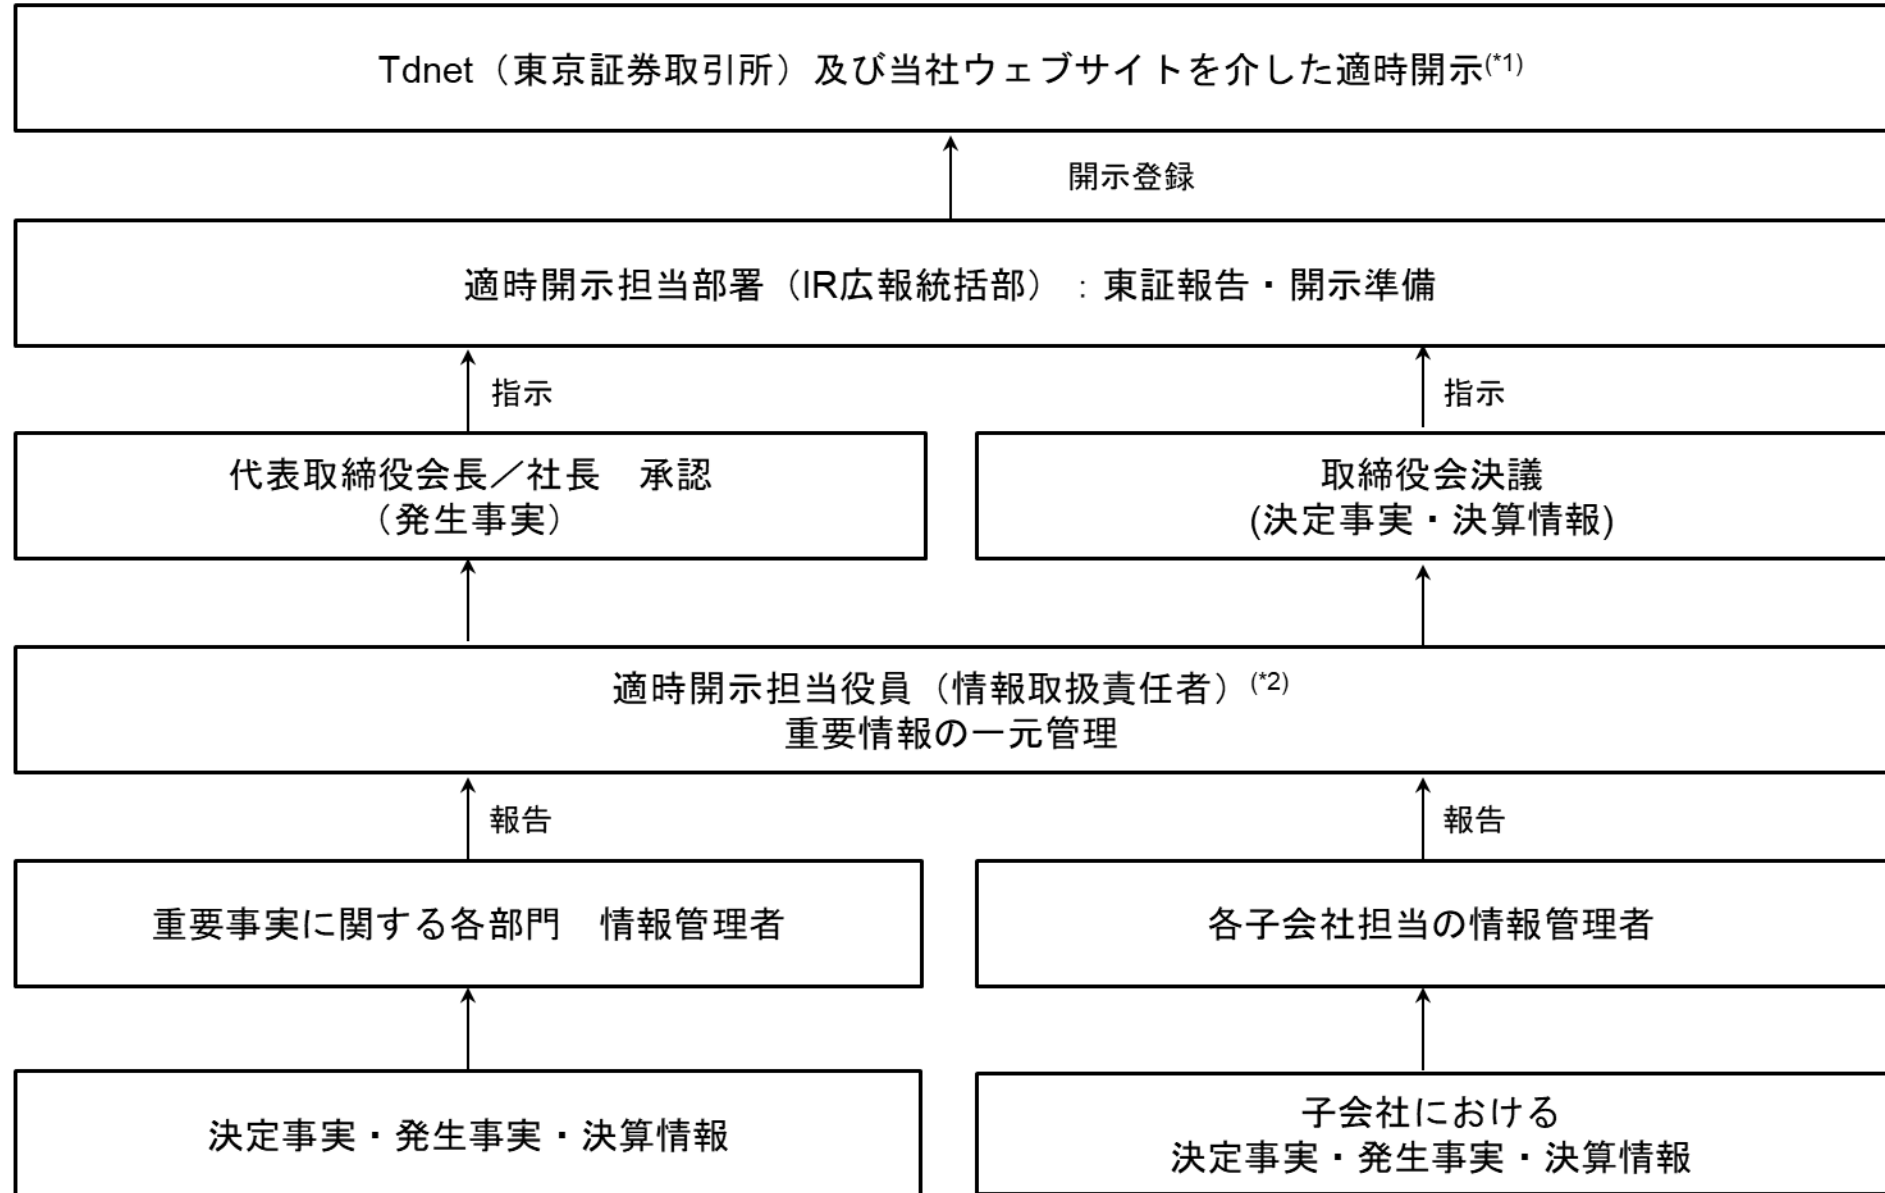 Tdnet（東京証券取引所）及び当社ウェブサイトを介した適時開示(*1)
開示登録
適時開示担当部署（IR広報統括部）：東証報告・開示準備
指示
指示
代表取締役会長／社長　承認
（発生事実）
取締役会決議
(決定事実・決算情報)
適時開示担当役員（情報取扱責任者）(*2)
重要情報の一元管理
報告
報告
重要事実に関する各部門　情報管理者
各子会社担当の情報管理者
決定事実・発生事実・決算情報
子会社における
決定事実・発生事実・決算情報